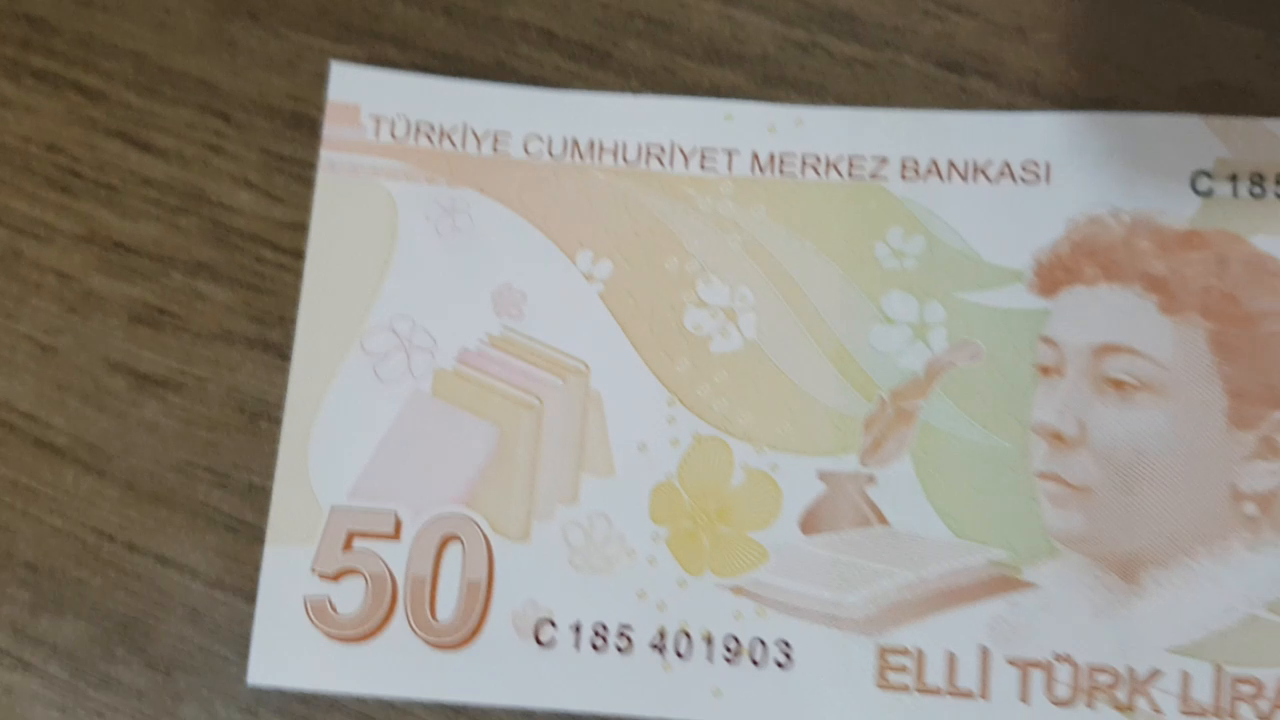 TÜRKİYE CUMHURİYET MERKEZ BANKASI
C 185
50
C 185 401903
ELLİ TÜRK LİRA